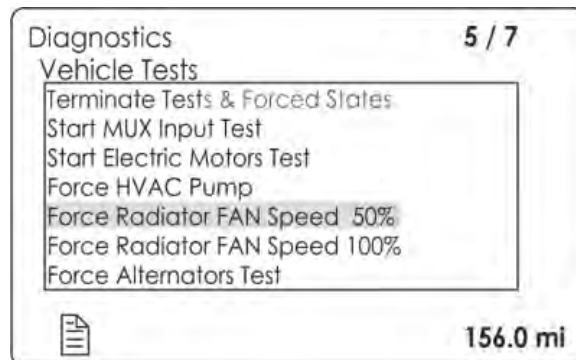 Diagnostics 5 / 7
Vehicle Tests
Terminate Tests & Forced States
Start MUX Input Test
Start Electric Motors Test
Force HVAC Pump
Force Radiator FAN Speed 50%
Force Radiator FAN Speed 100%
Force Alternators Test
156.0 mi